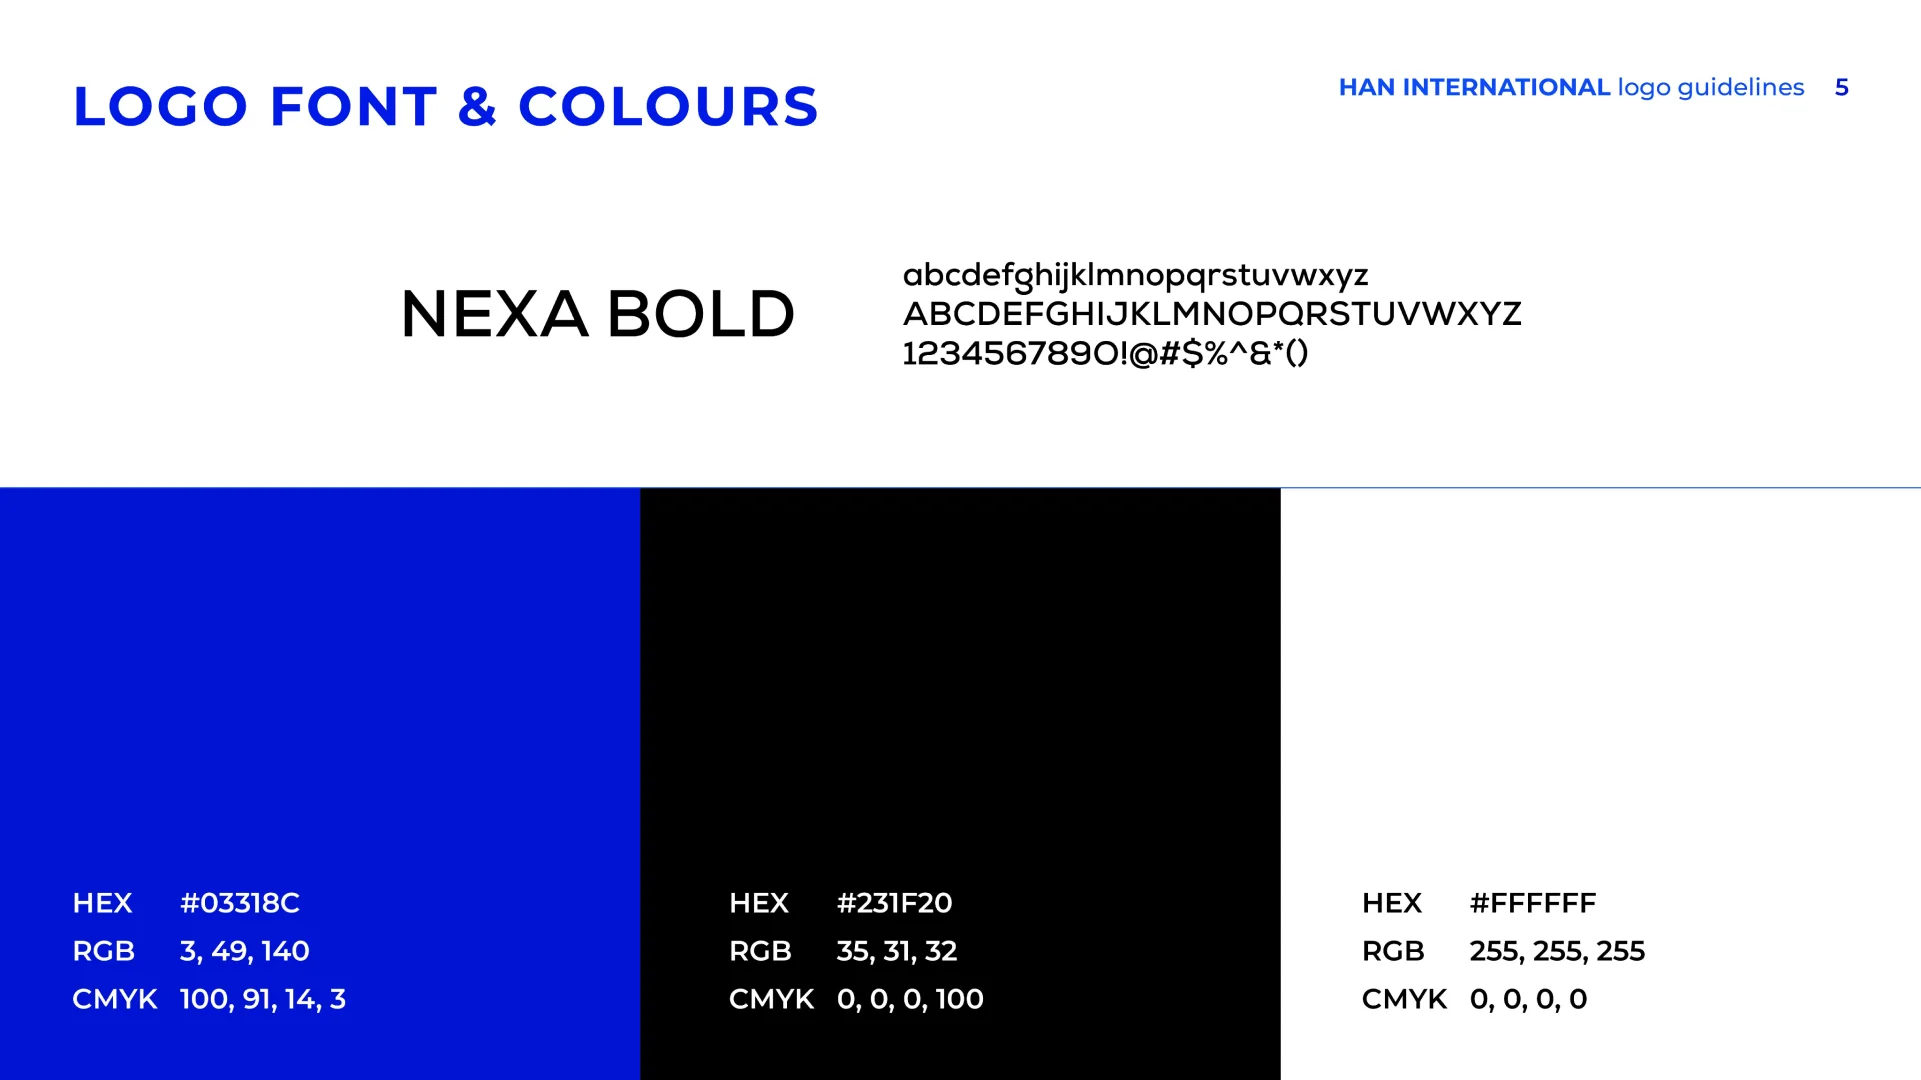 LOGO FONT & COLOURS
HAN INTERNATIONAL logo guidelines 5
NEXA BOLD
abcdefghijklmnopqrstuvwxyz
ABCDEFGHIJKLMNOPQRSTUVWXYZ
1234567890!@#$%^&*()
HEX #03318C
RGB 3, 49, 140
CMYK 100, 91, 14, 3
HEX #231F20
RGB 35, 31, 32
CMYK 0, 0, 0, 100
HEX #FFFFFF
RGB 255, 255, 255
CMYK 0, 0, 0, 0